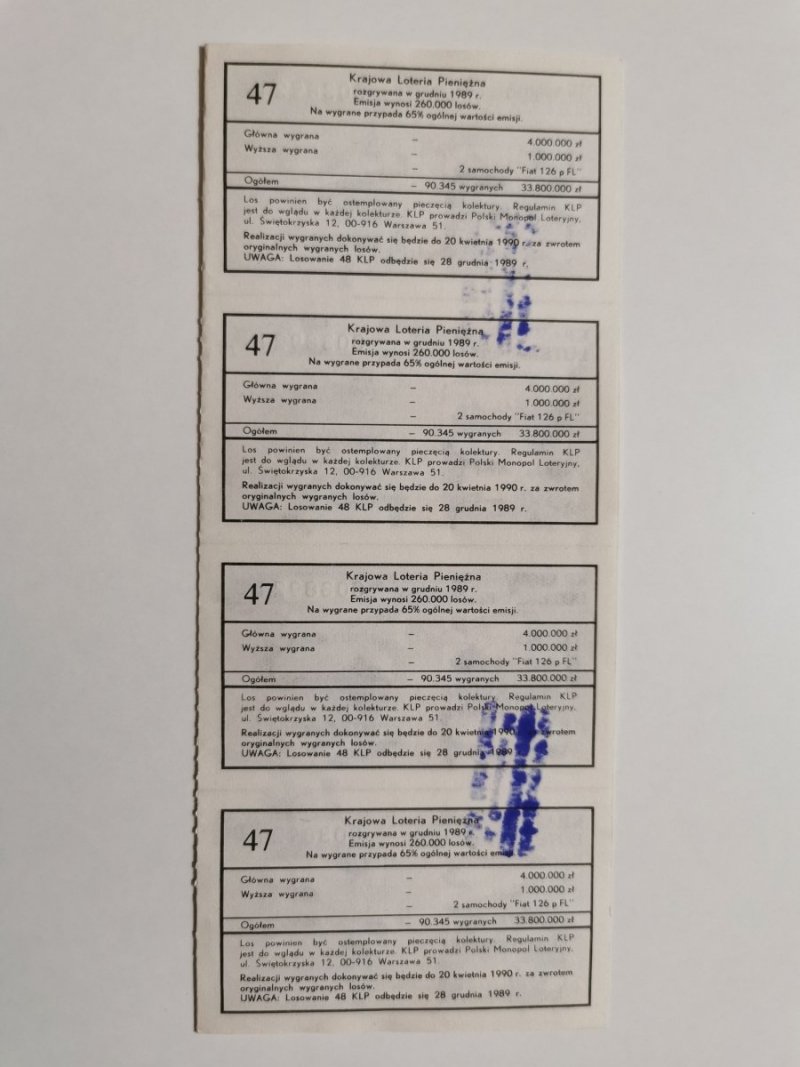 47
Krajowa Loteria Pieniężna
rozgrywana w grudniu 1989 r.
Emisja wynosi 260.000 losów.
Na wygrane przypada 65% ogólnej wartości emisji.
Główna wygrana – 4.000.000 zł
Wyższa wygrana – 1.000.000 zł
– 2 samochody "Fiat 126 p FL"
Ogółem – 90.345 wygranych 33.800.000 zł
Los powinien być ostemplowany pieczęcią kolektury. Regulamin KLP
jest do wglądu w każdej kolekturze. KLP prowadzi Polski Monopol Loteryjny,
ul. Świętokrzyska 12, 00-916 Warszawa 51.
Realizacji wygranych dokonywać się będzie do 20 kwietnia 1990 r. za zwrotem
oryginalnych wygranych losów.
UWAGA: Losowanie 48 KLP odbędzie się 28 grudnia 1989 r.
47
Krajowa Loteria Pieniężna
rozgrywana w grudniu 1989 r.
Emisja wynosi 260.000 losów.
Na wygrane przypada 65% ogólnej wartości emisji.
Główna wygrana – 4.000.000 zł
Wyższa wygrana – 1.000.000 zł
– 2 samochody "Fiat 126 p FL"
Ogółem – 90.345 wygranych 33.800.000 zł
Los powinien być ostemplowany pieczęcią kolektury. Regulamin KLP
jest do wglądu w każdej kolekturze. KLP prowadzi Polski Monopol Loteryjny,
ul. Świętokrzyska 12, 00-916 Warszawa 51.
Realizacji wygranych dokonywać się będzie do 20 kwietnia 1990 r. za zwrotem
oryginalnych wygranych losów.
UWAGA: Losowanie 48 KLP odbędzie się 28 grudnia 1989 r.
47
Krajowa Loteria Pieniężna
rozgrywana w grudniu 1989 r.
Emisja wynosi 260.000 losów.
Na wygrane przypada 65% ogólnej wartości emisji.
Główna wygrana – 4.000.000 zł
Wyższa wygrana – 1.000.000 zł
– 2 samochody "Fiat 126 p FL"
Ogółem – 90.345 wygranych 33.800.000 zł
Los powinien być ostemplowany pieczęcią kolektury. Regulamin KLP
jest do wglądu w każdej kolekturze. KLP prowadzi Polski Monopol Loteryjny,
ul. Świętokrzyska 12, 00-916 Warszawa 51.
Realizacji wygranych dokonywać się będzie do 20 kwietnia 1990 za zwrotem
oryginalnych wygranych losów.
UWAGA: Losowanie 48 KLP odbędzie się 28 grudnia 1989
47
Krajowa Loteria Pieniężna
rozgrywana w grudniu 1989 r.
Emisja wynosi 260.000 losów.
Na wygrane przypada 65% ogólnej wartości emisji.
Główna wygrana – 4.000.000 zł
Wyższa wygrana – 1.000.000 zł
– 2 samochody "Fiat 126 p FL"
Ogółem – 90.345 wygranych 33.800.000 zł
Los powinien być ostemplowany pieczęcią kolektury. Regulamin KLP
jest do wglądu w każdej kolekturze. KLP prowadzi Polski Monopol Loteryjny,
ul. Świętokrzyska 12, 00-916 Warszawa 51.
Realizacji wygranych dokonywać się będzie do 20 kwietnia 1990 r. za zwrotem
oryginalnych wygranych losów.
UWAGA: Losowanie 48 KLP odbędzie się 28 grudnia 1989 r.